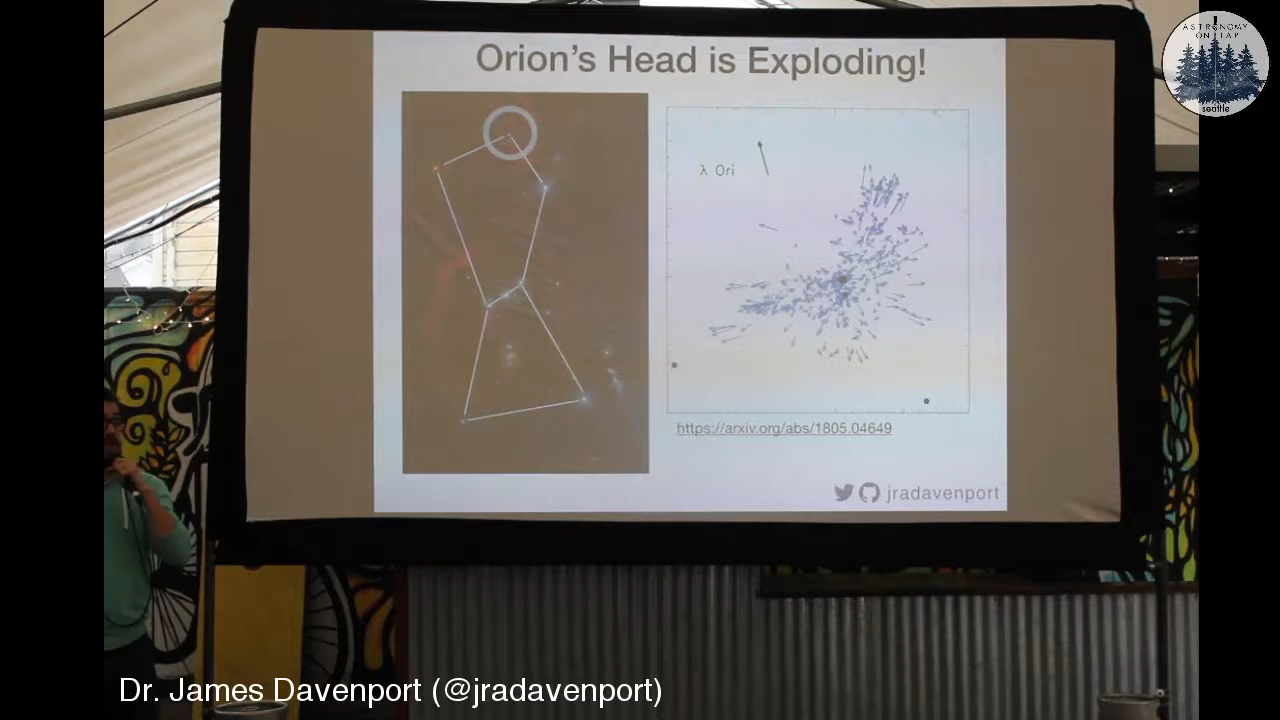 ASTRONOMY
ON TAP
seattle
Orion's Head is Exploding!
λ Ori
https://arxiv.org/abs/1805.04649
jradavenport
Dr. James Davenport (@jradavenport)